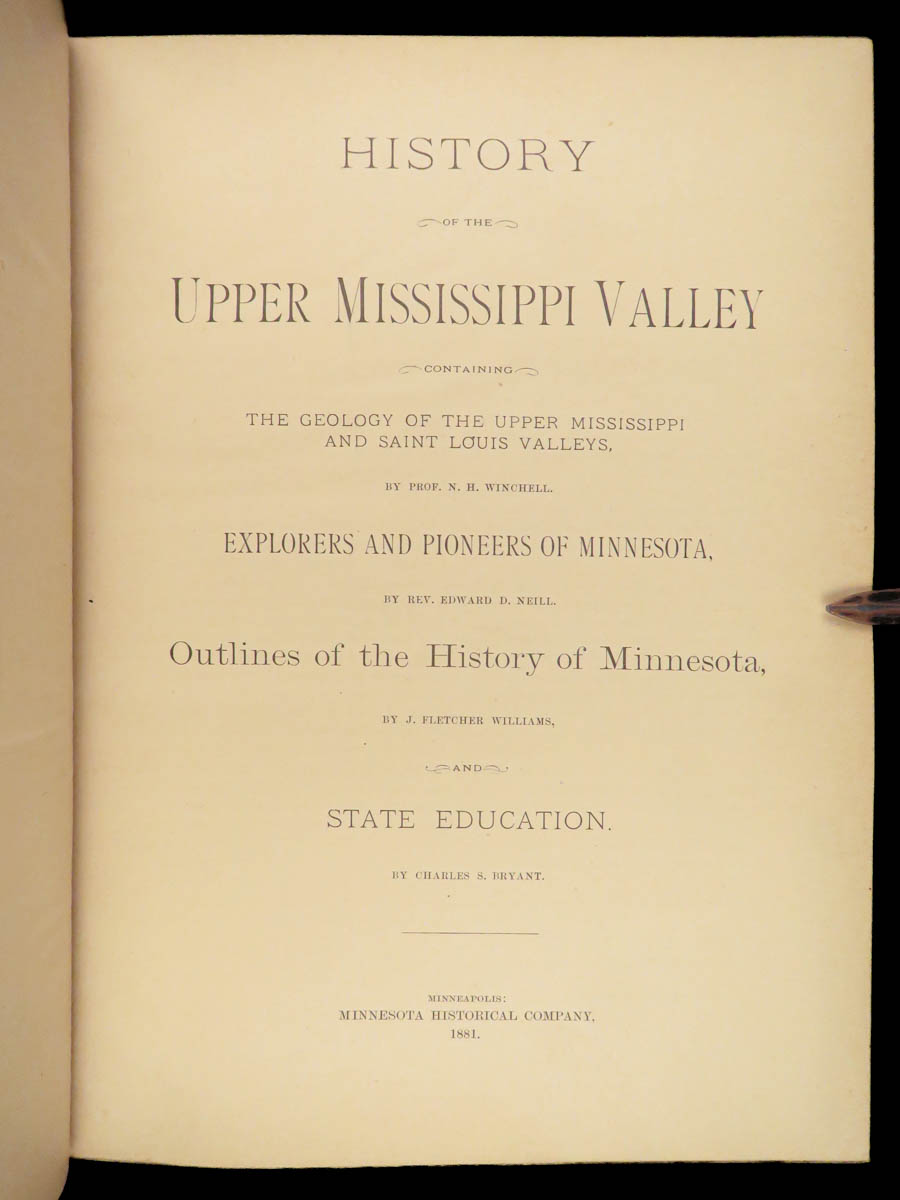 HISTORY
OF THE
UPPER MISSISSIPPI VALLEY
CONTAINING
THE GEOLOGY OF THE UPPER MISSISSIPPI
AND SAINT LOUIS VALLEYS,
BY PROF. N. H. WINCHELL.
EXPLORERS AND PIONEERS OF MINNESOTA,
BY REV. EDWARD D. NEILL.
Outlines of the History of Minnesota,
BY J. FLETCHER WILLIAMS,
AND
STATE EDUCATION.
BY CHARLES S. BRYANT.
MINNEAPOLIS:
MINNESOTA HISTORICAL COMPANY,
1881.